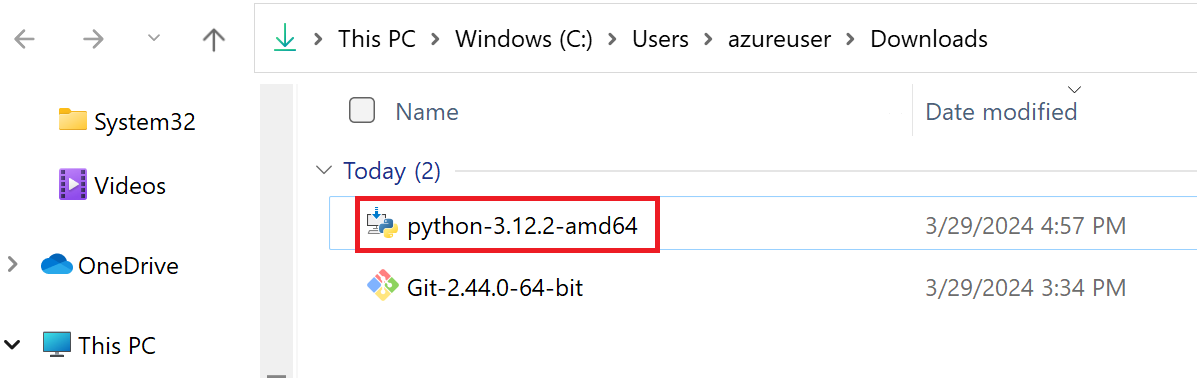 This PC > Windows (C:) > Users > azureuser > Downloads
System32
Name Date modified
Today (2)
Videos
python-3.12.2-amd64 3/29/2024 4:57 PM
OneDrive
Git-2.44.0-64-bit 3/29/2024 3:34 PM
This PC